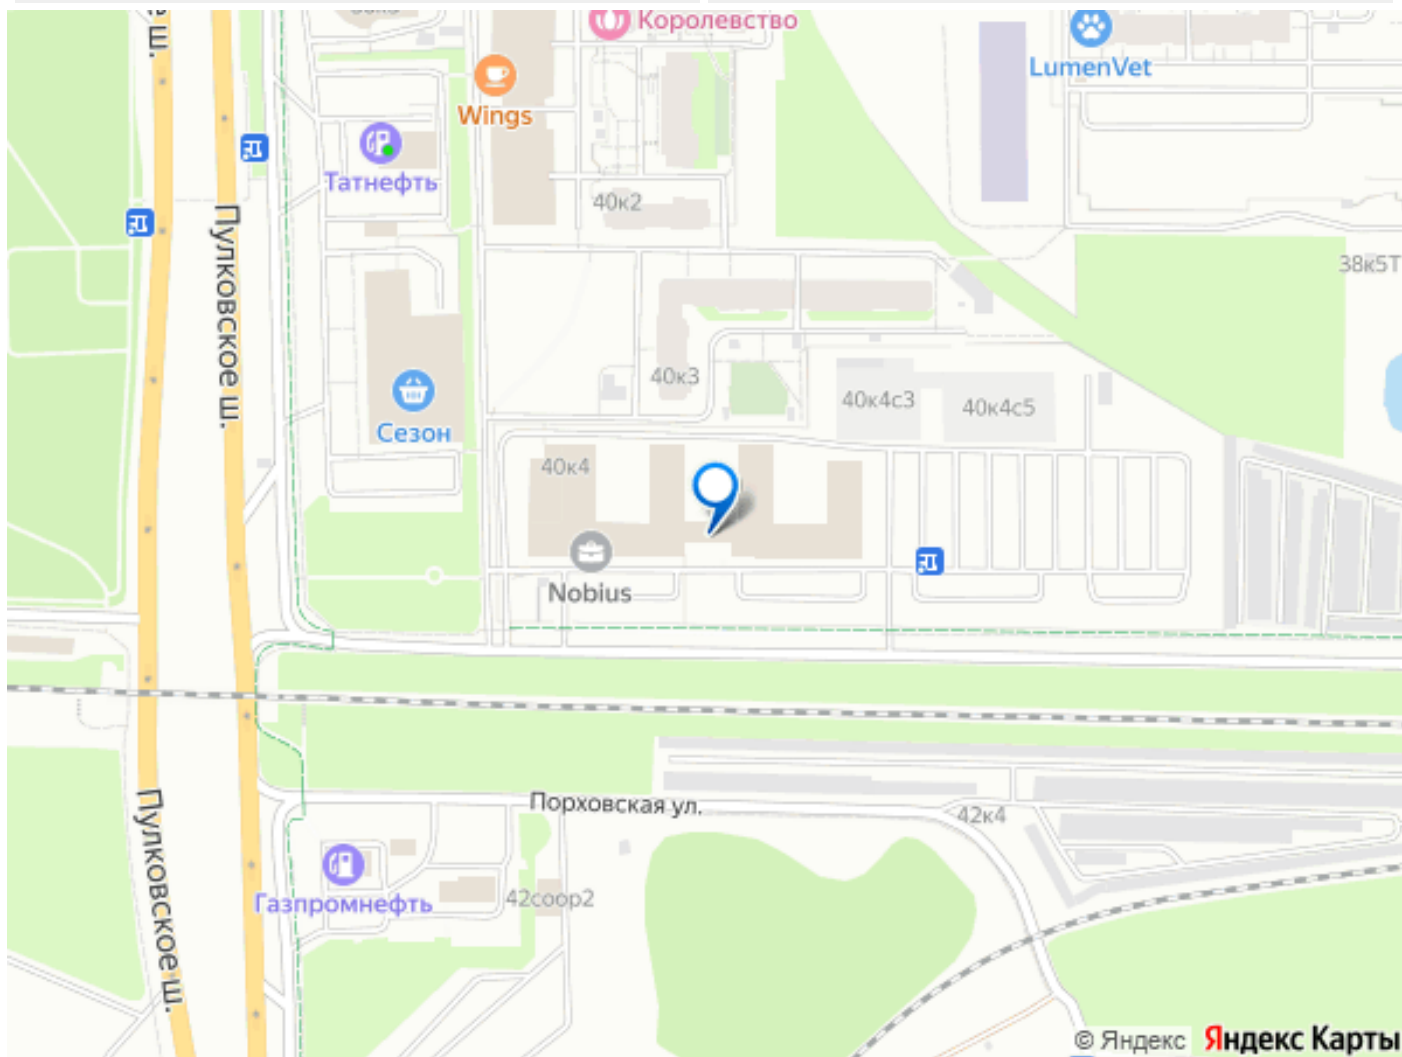 Королевство
ш.
LumenVet
Wings
Татнефть
40к2
Пулковское ш.
38к5Т
40к3
40к4с3
40к4с5
Сезон
40к4
Nobius
Порховская ул.
42к4
Пулковское ш.
Газпромнефть
42соор2
© Яндекс Яндекс Карты